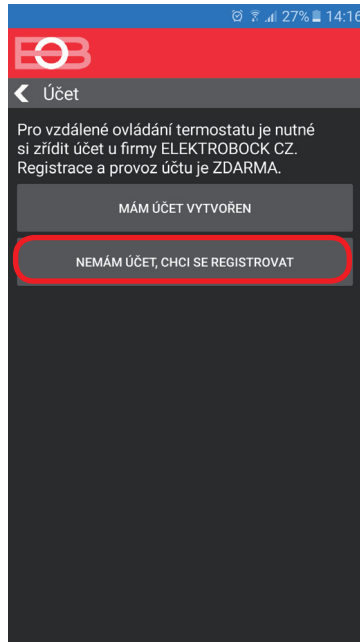 27% 14:16
EOB
Účet
Pro vzdálené ovládání termostatu je nutné
si zřídit účet u firmy ELEKTROBOCK CZ.
Registrace a provoz účtu je ZDARMA.
MÁM ÚČET VYTVOŘEN
NEMÁM ÚČET, CHCI SE REGISTROVAT